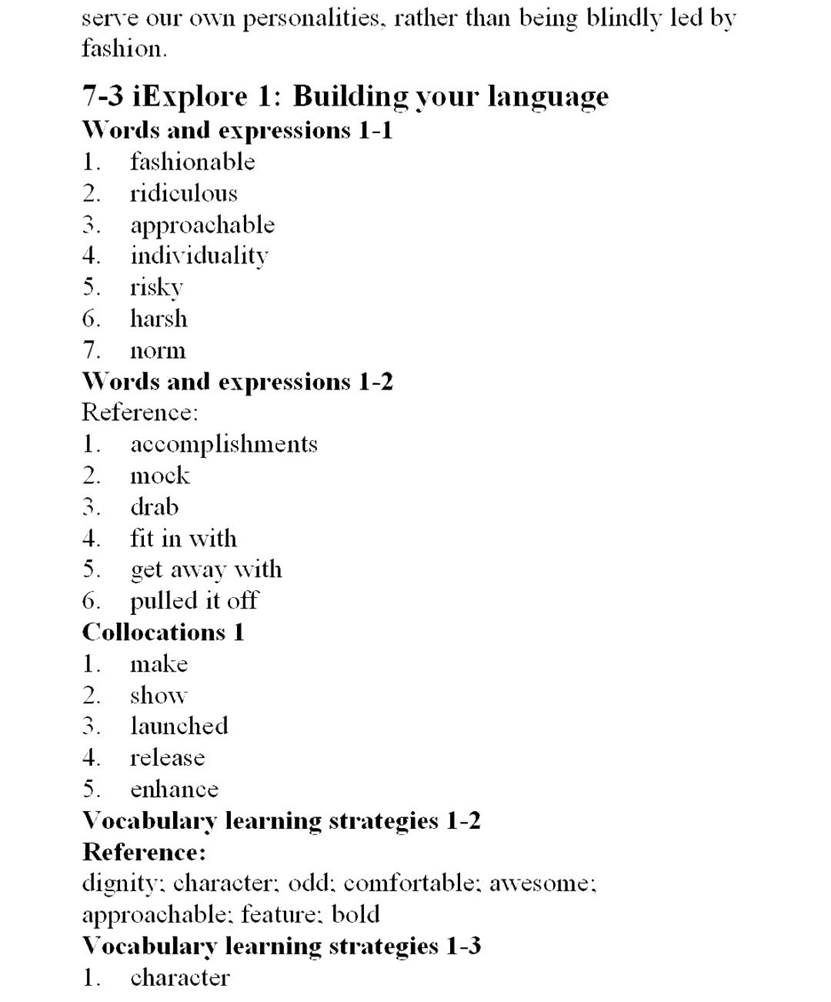 serve our own personalities, rather than being blindly led by
fashion.
7-3 iExplore 1: Building your language
Words and expressions 1-1
1. fashionable
2. ridiculous
3. approachable
4. individuality
5. risky
6. harsh
7. norm
Words and expressions 1-2
Reference:
1. accomplishments
2. mock
3. drab
4. fit in with
5. get away with
6. pulled it off
Collocations 1
1. make
2. show
3. launched
4. release
5. enhance
Vocabulary learning strategies 1-2
Reference:
dignity; character; odd; comfortable; awesome;
approachable; feature; bold
Vocabulary learning strategies 1-3
1. character